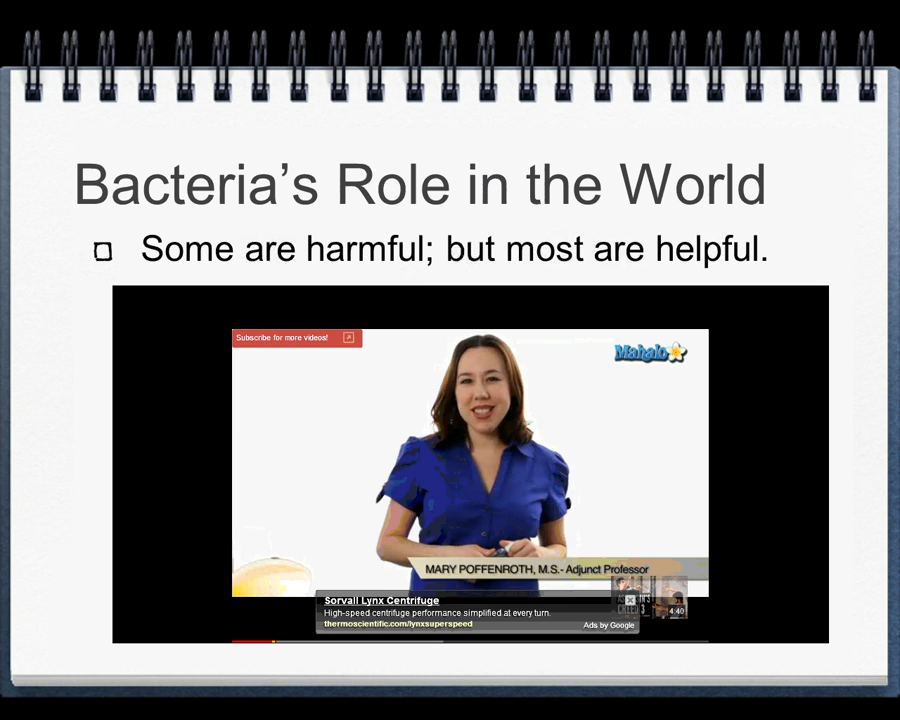 Bacteria’s Role in the World
Some are harmful; but most are helpful.
Subscribe for more videos!
Mahalo
MARY POFFENROTH, M.S.- Adjunct Professor
Sorvall Lynx Centrifuge
High-speed centrifuge performance simplified at every turn.
thermoscientific.com/lynxsuperspeed
Ads by Google
4:40